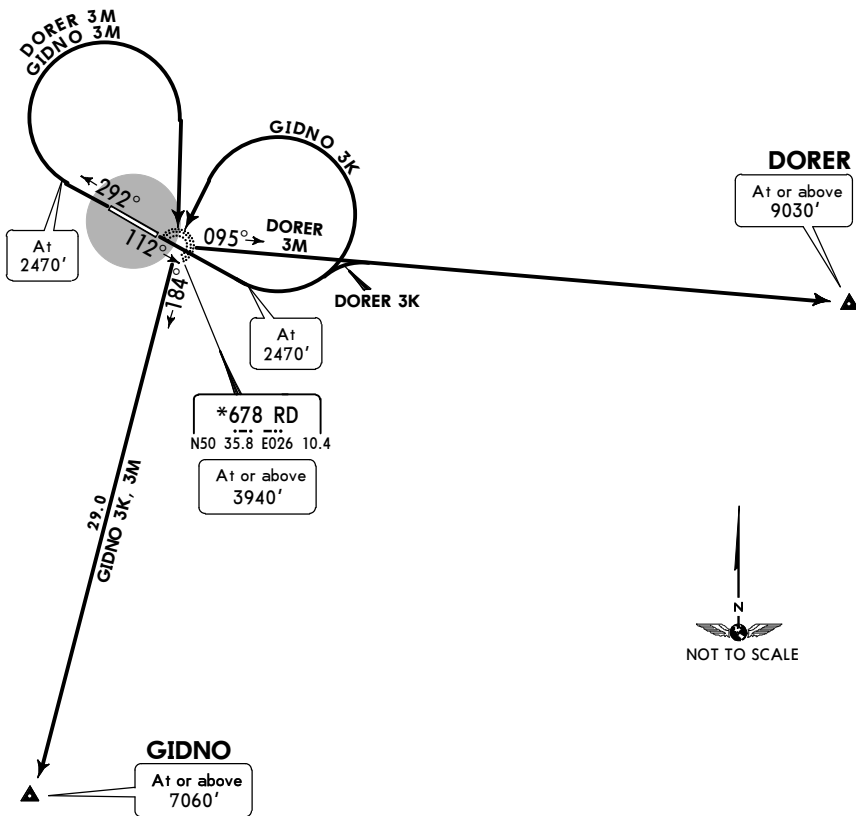 DORER 3M
GIDNO 3M
GIDNO 3K
DORER
At or above
9030'
292°
At
2470'
112°
095°
DORER
3M
184°
DORER 3K
At
2470'
*678 RD
N50 35.8 E026 10.4
At or above
3940'
29.0
GIDNO 3K, 3M
N
NOT TO SCALE
GIDNO
At or above
7060'